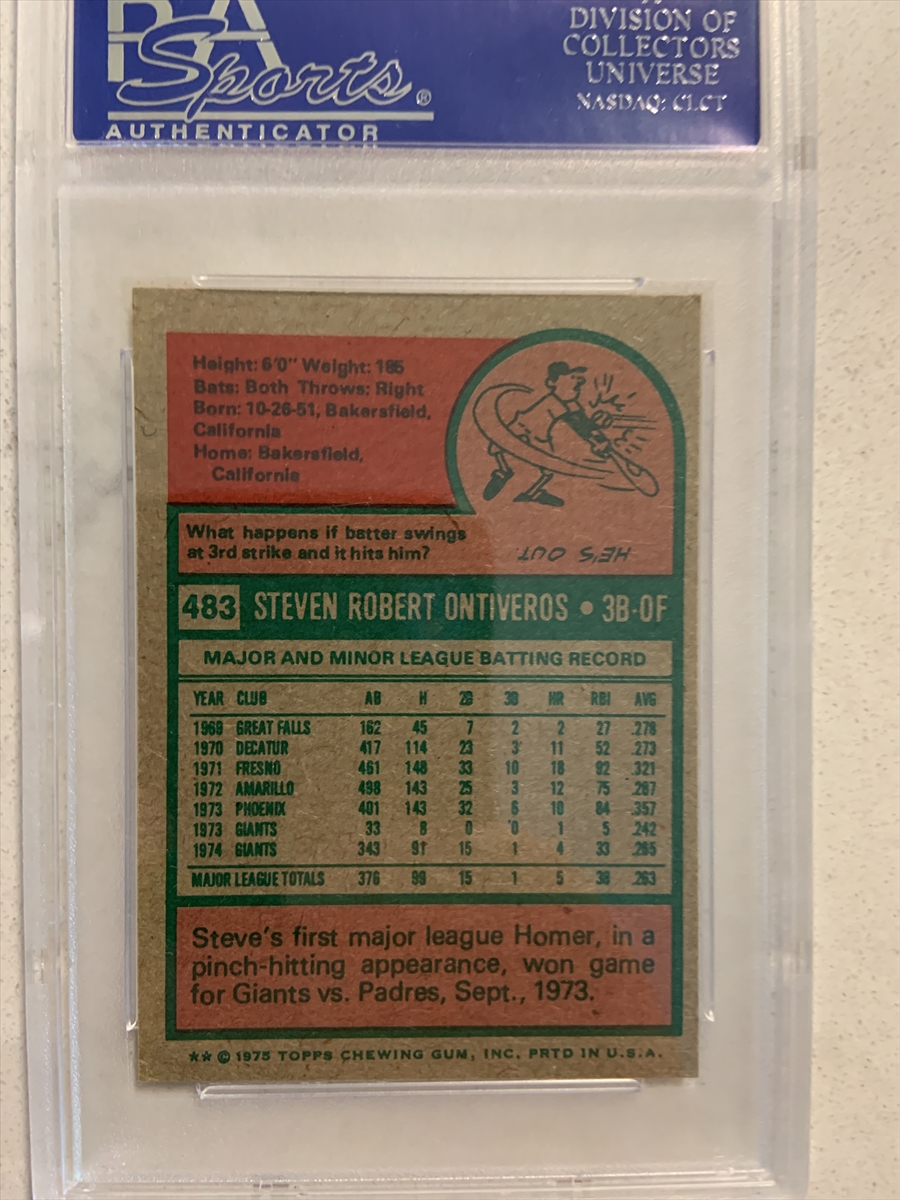 PSA
Sports®
AUTHENTICATOR
DIVISION OF
COLLECTORS
UNIVERSE
NASDAQ: CLCT
Height: 6'0" Weight: 185
Bats: Both Throws: Right
Born: 10-26-51, Bakersfield,
California
Home: Bakersfield,
California
What happens if batter swings
at 3rd strike and it hits him?
HE'S OUT.
483 STEVEN ROBERT ONTIVEROS • 3B-OF
MAJOR AND MINOR LEAGUE BATTING RECORD
YEAR CLUB AB H 2B 3B HR RBI AVG
1969 GREAT FALLS 162 45 7 2 2 27 .278
1970 DECATUR 417 114 23 3 11 52 .273
1971 FRESNO 461 148 33 10 18 92 .321
1972 AMARILLO 498 143 25 3 12 75 .287
1973 PHOENIX 401 143 32 6 10 84 .357
1973 GIANTS 33 8 0 0 1 5 .242
1974 GIANTS 343 91 15 1 4 33 .265
MAJOR LEAGUE TOTALS 376 99 15 1 5 38 .263
Steve's first major league Homer, in a
pinch-hitting appearance, won game
for Giants vs. Padres, Sept., 1973.
★★ © 1975 TOPPS CHEWING GUM, INC. PRTD IN U.S.A.